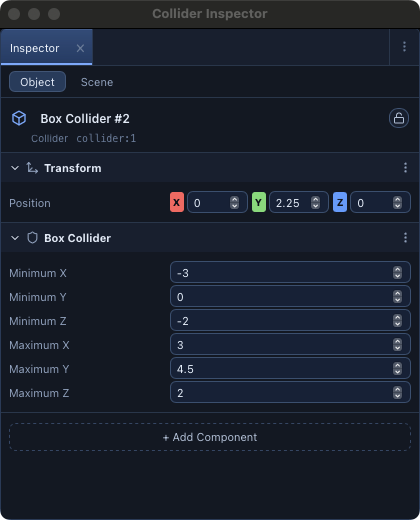 Collider Inspector
Inspector
Object Scene
Box Collider #2
Collider collider:1
Transform
Position X 0 Y 2.25 Z 0
Box Collider
Minimum X -3
Minimum Y 0
Minimum Z -2
Maximum X 3
Maximum Y 4.5
Maximum Z 2
+ Add Component